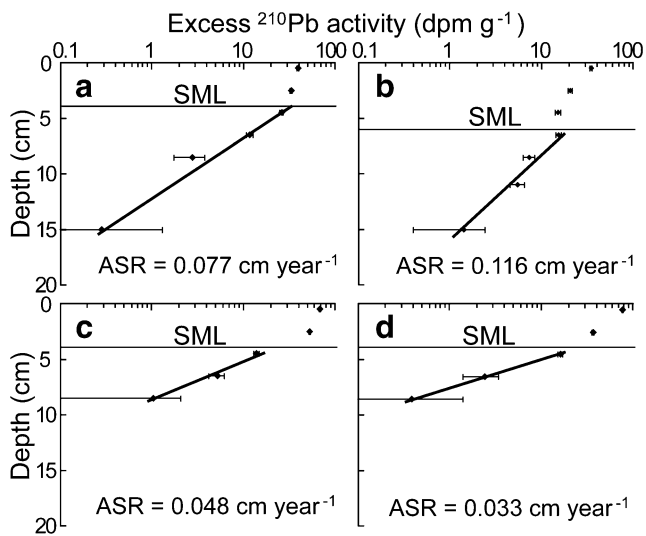 Excess ²¹⁰Pb activity (dpm g⁻¹)
0.1 1 10 100 0.1 1 10 100
0
5
10
15
20
Depth (cm)
a
SML
ASR = 0.077 cm year⁻¹
b
SML
ASR = 0.116 cm year⁻¹
0
5
10
15
20
Depth (cm)
c
SML
ASR = 0.048 cm year⁻¹
d
SML
ASR = 0.033 cm year⁻¹